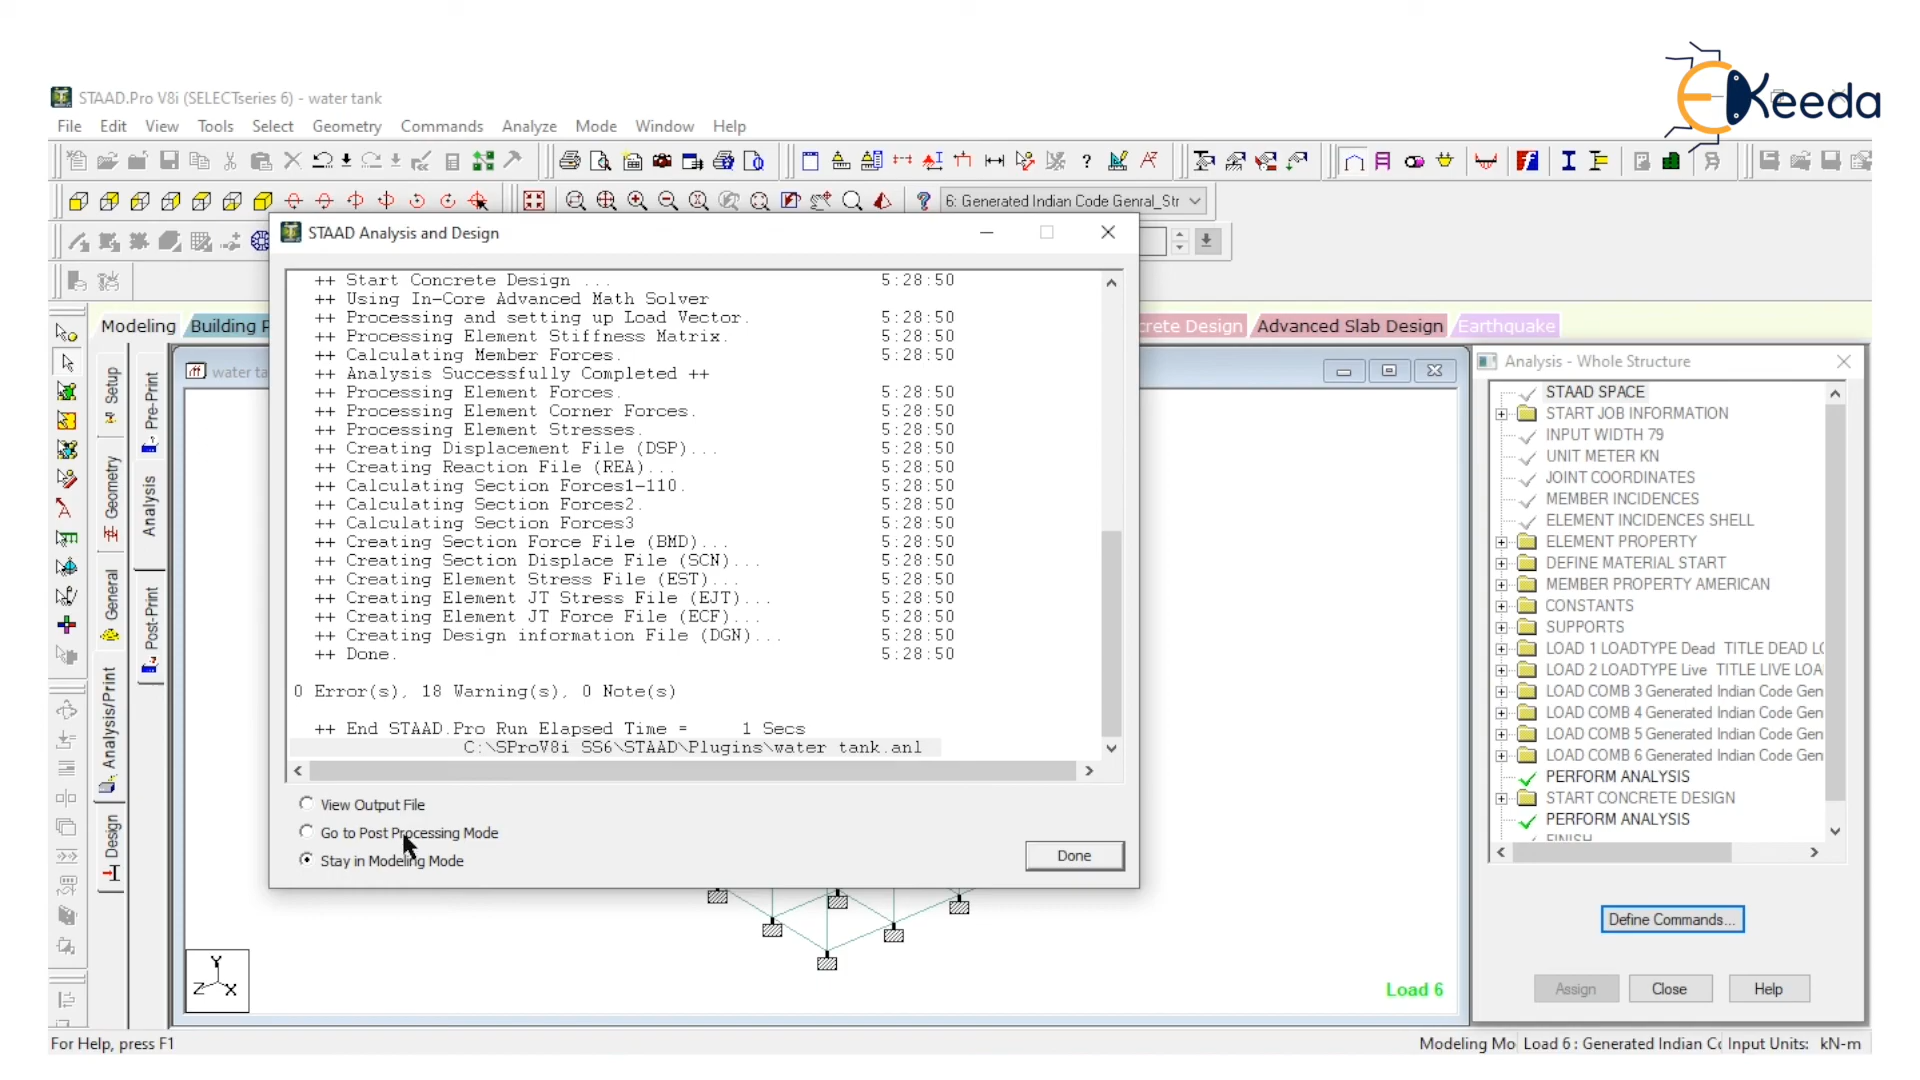 EKeeda
STAAD.Pro V8i (SELECTseries 6) - water tank
File Edit View Tools Select Geometry Commands Analyze Mode Window Help
6: Generated Indian Code Genral_Str
STAAD Analysis and Design
++ Start Concrete Design ... 5:28:50
++ Using In-Core Advanced Math Solver
++ Processing and setting up Load Vector. 5:28:50
++ Processing Element Stiffness Matrix. 5:28:50
++ Calculating Member Forces. 5:28:50
++ Analysis Successfully Completed ++
++ Processing Element Forces. 5:28:50
++ Processing Element Corner Forces. 5:28:50
++ Processing Element Stresses. 5:28:50
++ Creating Displacement File (DSP)... 5:28:50
++ Creating Reaction File (REA)... 5:28:50
++ Calculating Section Forces1-110. 5:28:50
++ Calculating Section Forces2. 5:28:50
++ Calculating Section Forces3 5:28:50
++ Creating Section Force File (BMD)... 5:28:50
++ Creating Section Displace File (SCN)... 5:28:50
++ Creating Element Stress File (EST)... 5:28:50
++ Creating Element JT Stress File (EJT)... 5:28:50
++ Creating Element JT Force File (ECF)... 5:28:50
++ Creating Design information File (DGN)... 5:28:50
++ Done. 5:28:50
0 Error(s), 18 Warning(s), 0 Note(s)
++ End STAAD.Pro Run Elapsed Time = 1 Secs
C:\SProV8i SS6\STAAD\Plugins\water tank.anl
View Output File
Go to Post Processing Mode
Stay in Modeling Mode
Done
Modeling Building P
crete Design Advanced Slab Design Earthquake
water ta
Setup
Geometry
General
Analysis/Print
Design
Pre-Print
Analysis
Post-Print
Y
Z X
Load 6
Analysis - Whole Structure
STAAD SPACE
START JOB INFORMATION
INPUT WIDTH 79
UNIT METER KN
JOINT COORDINATES
MEMBER INCIDENCES
ELEMENT INCIDENCES SHELL
ELEMENT PROPERTY
DEFINE MATERIAL START
MEMBER PROPERTY AMERICAN
CONSTANTS
SUPPORTS
LOAD 1 LOADTYPE Dead TITLE DEAD LO
LOAD 2 LOADTYPE Live TITLE LIVE LOA
LOAD COMB 3 Generated Indian Code Gen
LOAD COMB 4 Generated Indian Code Gen
LOAD COMB 5 Generated Indian Code Gen
LOAD COMB 6 Generated Indian Code Gen
PERFORM ANALYSIS
START CONCRETE DESIGN
PERFORM ANALYSIS
FINISH
Define Commands...
Assign Close Help
For Help, press F1
Modeling Mo Load 6 : Generated Indian Co Input Units: kN-m